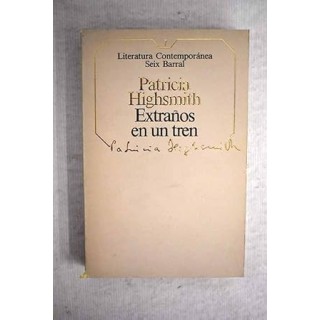 Literatura Contemporánea
Seix Barral
Patricia
Highsmith
Extraños
en un tren
Patricia Highsmith